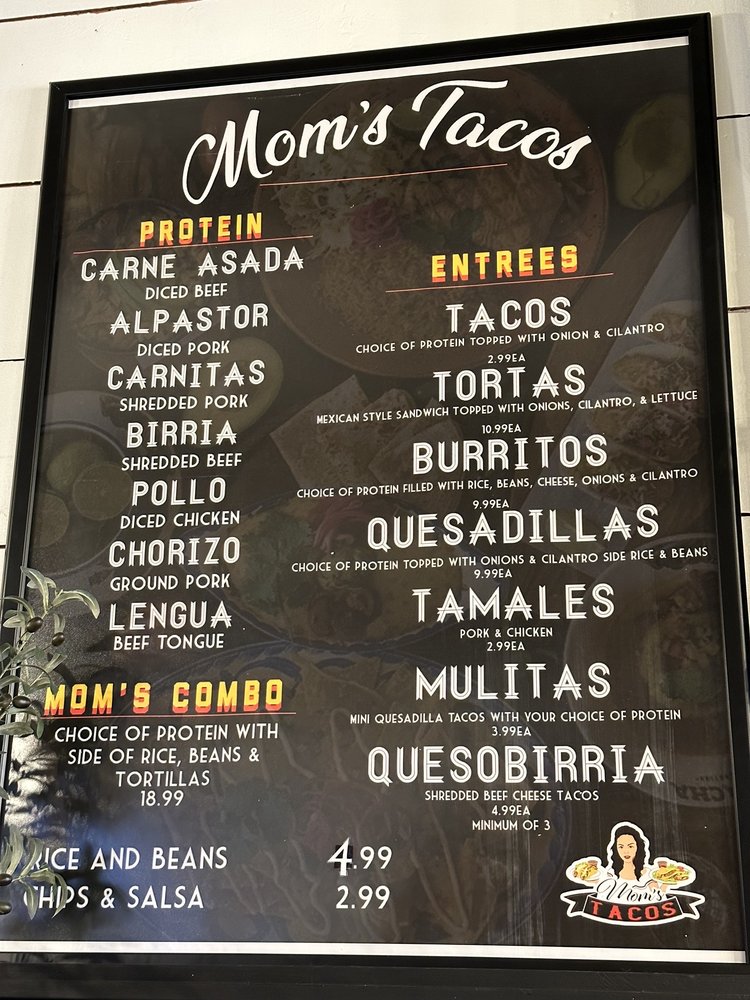 Mom's Tacos
PROTEIN
CARNE ASADA
DICED BEEF
ALPASTOR
DICED PORK
CARNITAS
SHREDDED PORK
BIRRIA
SHREDDED BEEF
POLLO
DICED CHICKEN
CHORIZO
GROUND PORK
LENGUA
BEEF TONGUE
MOM'S COMBO
CHOICE OF PROTEIN WITH
SIDE OF RICE, BEANS &
TORTILLAS
18.99
RICE AND BEANS 4.99
CHIPS & SALSA 2.99
ENTREES
TACOS
CHOICE OF PROTEIN TOPPED WITH ONION & CILANTRO
2.99EA
TORTAS
MEXICAN STYLE SANDWICH TOPPED WITH ONIONS, CILANTRO, & LETTUCE
10.99EA
BURRITOS
CHOICE OF PROTEIN FILLED WITH RICE, BEANS, CHEESE, ONIONS & CILANTRO
9.99EA
QUESADILLAS
CHOICE OF PROTEIN TOPPED WITH ONIONS & CILANTRO SIDE RICE & BEANS
9.99EA
TAMALES
PORK & CHICKEN
2.99EA
MULITAS
MINI QUESADILLA TACOS WITH YOUR CHOICE OF PROTEIN
3.99EA
QUESOBIRRIA
SHREDDED BEEF CHEESE TACOS
4.99EA
MINIMUM OF 3
Mom's
TACOS